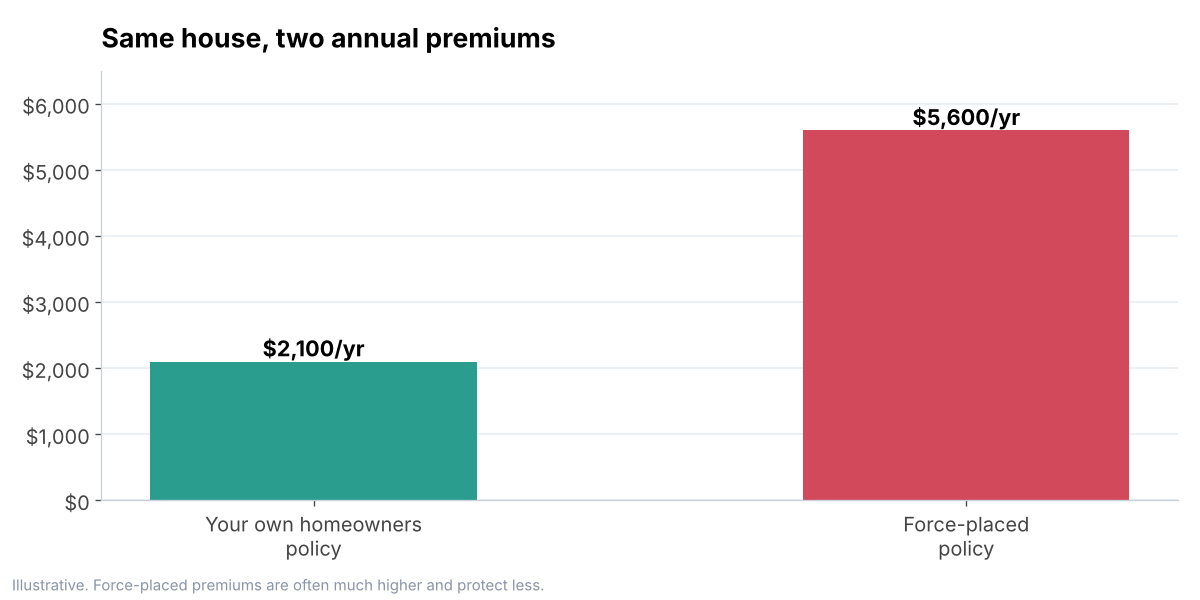 Same house, two annual premiums
$6,000
$5,000
$4,000
$3,000
$2,000
$1,000
$0
$2,100/yr
$5,600/yr
Your own homeowners
policy
Force-placed
policy
Illustrative. Force-placed premiums are often much higher and protect less.